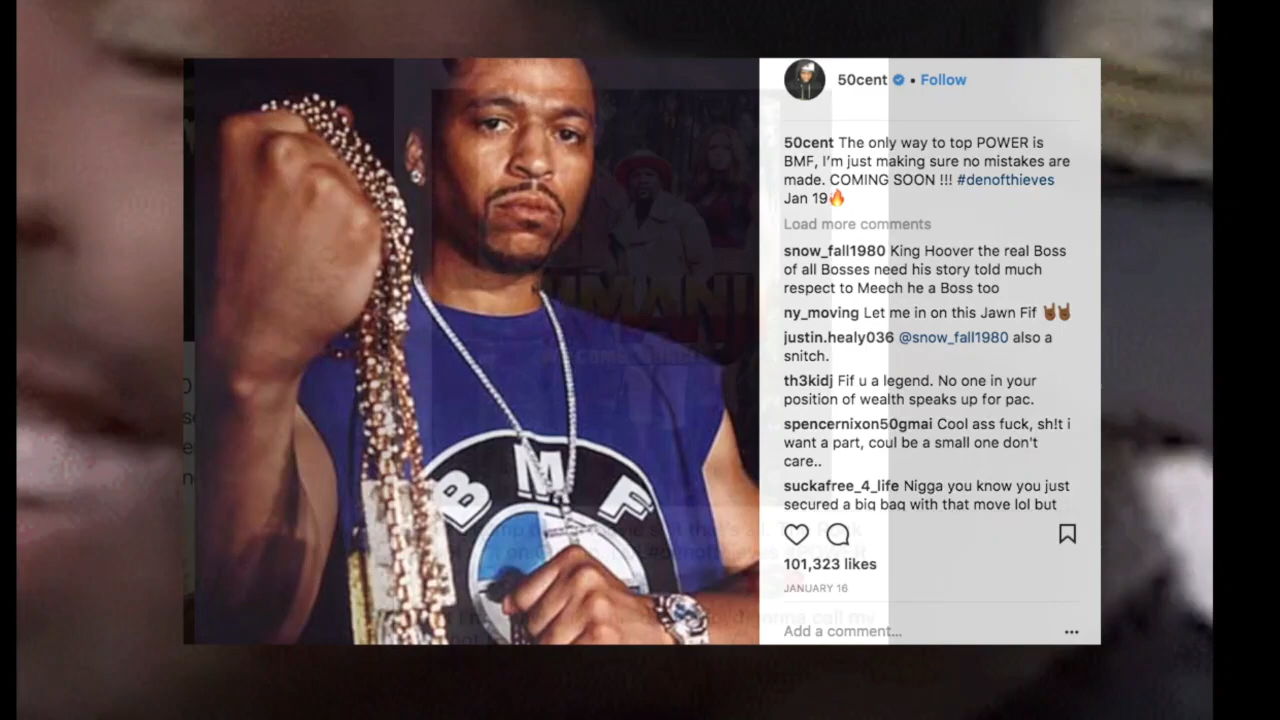 50cent • Follow
50cent The only way to top POWER is
BMF, I'm just making sure no mistakes are
made. COMING SOON !!! #denofthieves
Jan 19🔥
Load more comments
snow_fall1980 King Hoover the real Boss
of all Bosses need his story told much
respect to Meech he a Boss too
ny_moving Let me in on this Jawn Fif 🤘🏾🤘🏾
justin.healy036 @snow_fall1980 also a
snitch.
th3kidj Fif u a legend. No one in your
position of wealth speaks up for pac.
spencernixon50gmai Cool ass fuck, sh!t i
want a part, coul be a small one don't
care..
suckafree_4_life Nigga you know you just
secured a big bag with that move lol but
101,323 likes
JANUARY 16
Add a comment...
BMF